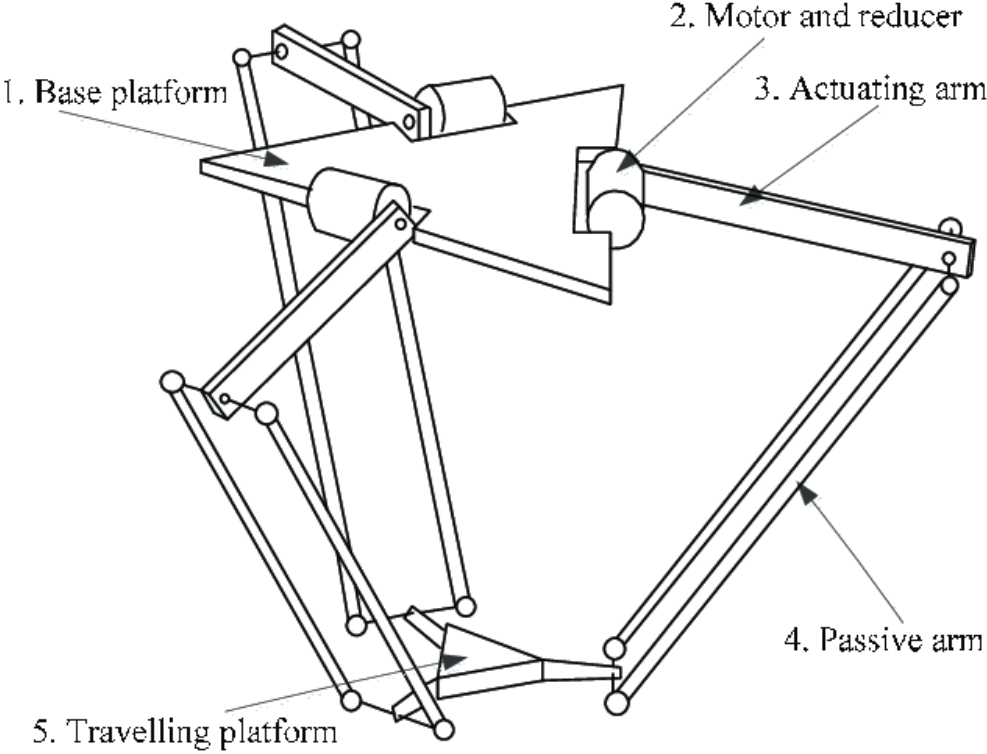 2. Motor and reducer
1. Base platform
3. Actuating arm
4. Passive arm
5. Travelling platform